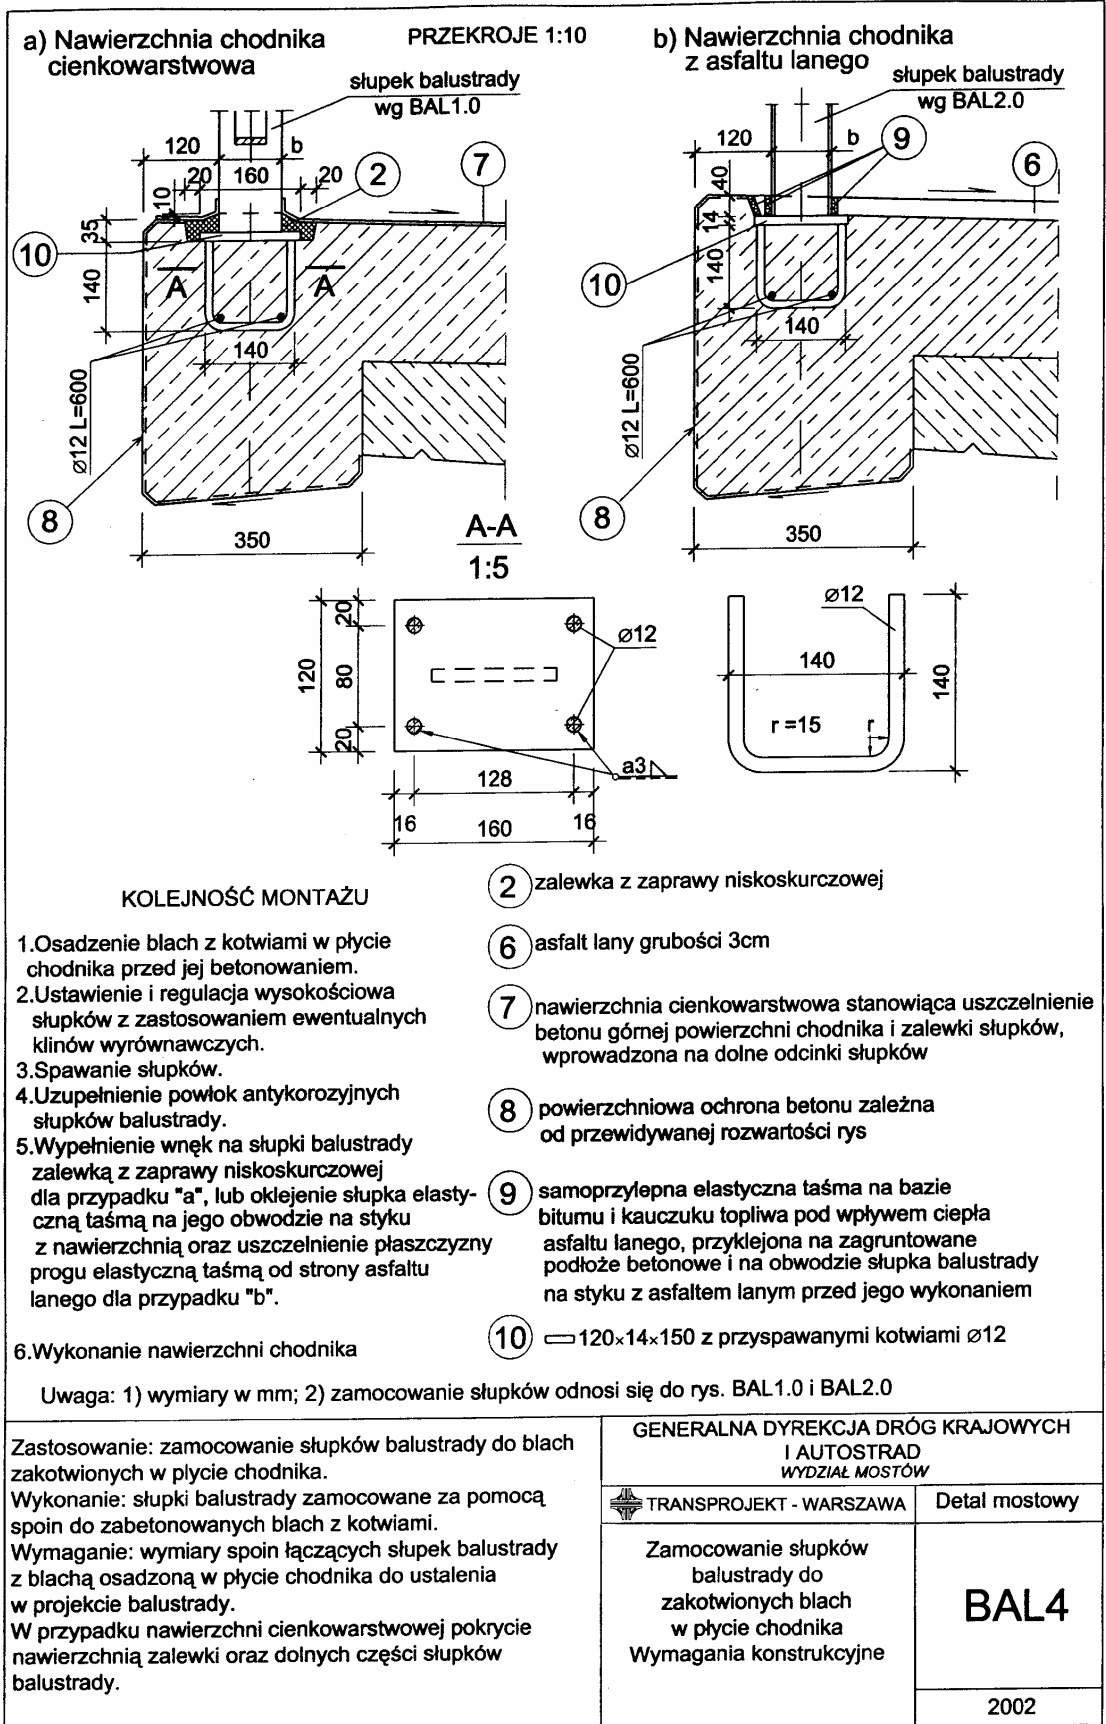 a) Nawierzchnia chodnika
cienkowarstwowa
PRZEKROJE 1:10
b) Nawierzchnia chodnika
z asfaltu lanego
słupek balustrady
wg BAL1.0
słupek balustrady
wg BAL2.0
120
b
20
160
20
10
35
140
2
7
10
A
A
140
ø12 L=600
8
350
120
b
9
6
40
14
140
10
140
ø12 L=600
8
350
A-A
1:5
20
120
80
20
ø12
a3
128
16
16
160
ø12
140
140
r=15
r
KOLEJNOŚĆ MONTAŻU
1.Osadzenie blach z kotwiami w płycie
chodnika przed jej betonowaniem.
2.Ustawienie i regulacja wysokościowa
słupków z zastosowaniem ewentualnych
klinów wyrównawczych.
3.Spawanie słupków.
4.Uzupełnienie powłok antykorozyjnych
słupków balustrady.
5.Wypełnienie wnęk na słupki balustrady
zalewką z zaprawy niskoskurczowej
dla przypadku "a", lub oklejenie słupka elasty-
czną taśmą na jego obwodzie na styku
z nawierzchnią oraz uszczelnienie płaszczyzny
progu elastyczną taśmą od strony asfaltu
lanego dla przypadku "b".
6.Wykonanie nawierzchni chodnika
2 zalewka z zaprawy niskoskurczowej
6 asfalt lany grubości 3cm
7 nawierzchnia cienkowarstwowa stanowiąca uszczelnienie
betonu górnej powierzchni chodnika i zalewki słupków,
wprowadzona na dolne odcinki słupków
8 powierzchniowa ochrona betonu zależna
od przewidywanej rozwartości rys
9 samoprzylepna elastyczna taśma na bazie
bitumu i kauczuku topliwa pod wpływem ciepła
asfaltu lanego, przyklejona na zagruntowane
podłoże betonowe i na obwodzie słupka balustrady
na styku z asfaltem lanym przed jego wykonaniem
10 120×14×150 z przyspawanymi kotwiami ø12
Uwaga: 1) wymiary w mm; 2) zamocowanie słupków odnosi się do rys. BAL1.0 i BAL2.0
Zastosowanie: zamocowanie słupków balustrady do blach
zakotwionych w plycie chodnika.
Wykonanie: słupki balustrady zamocowane za pomocą
spoin do zabetonowanych blach z kotwiami.
Wymaganie: wymiary spoin łączących słupek balustrady
z blachą osadzoną w płycie chodnika do ustalenia
w projekcie balustrady.
W przypadku nawierzchni cienkowarstwowej pokrycie
nawierzchnią zalewki oraz dolnych części słupków
balustrady.
GENERALNA DYREKCJA DRÓG KRAJOWYCH
I AUTOSTRAD
WYDZIAŁ MOSTÓW
TRANSPROJEKT - WARSZAWA
Detal mostowy
Zamocowanie słupków
balustrady do
zakotwionych blach
w płycie chodnika
Wymagania konstrukcyjne
BAL4
2002